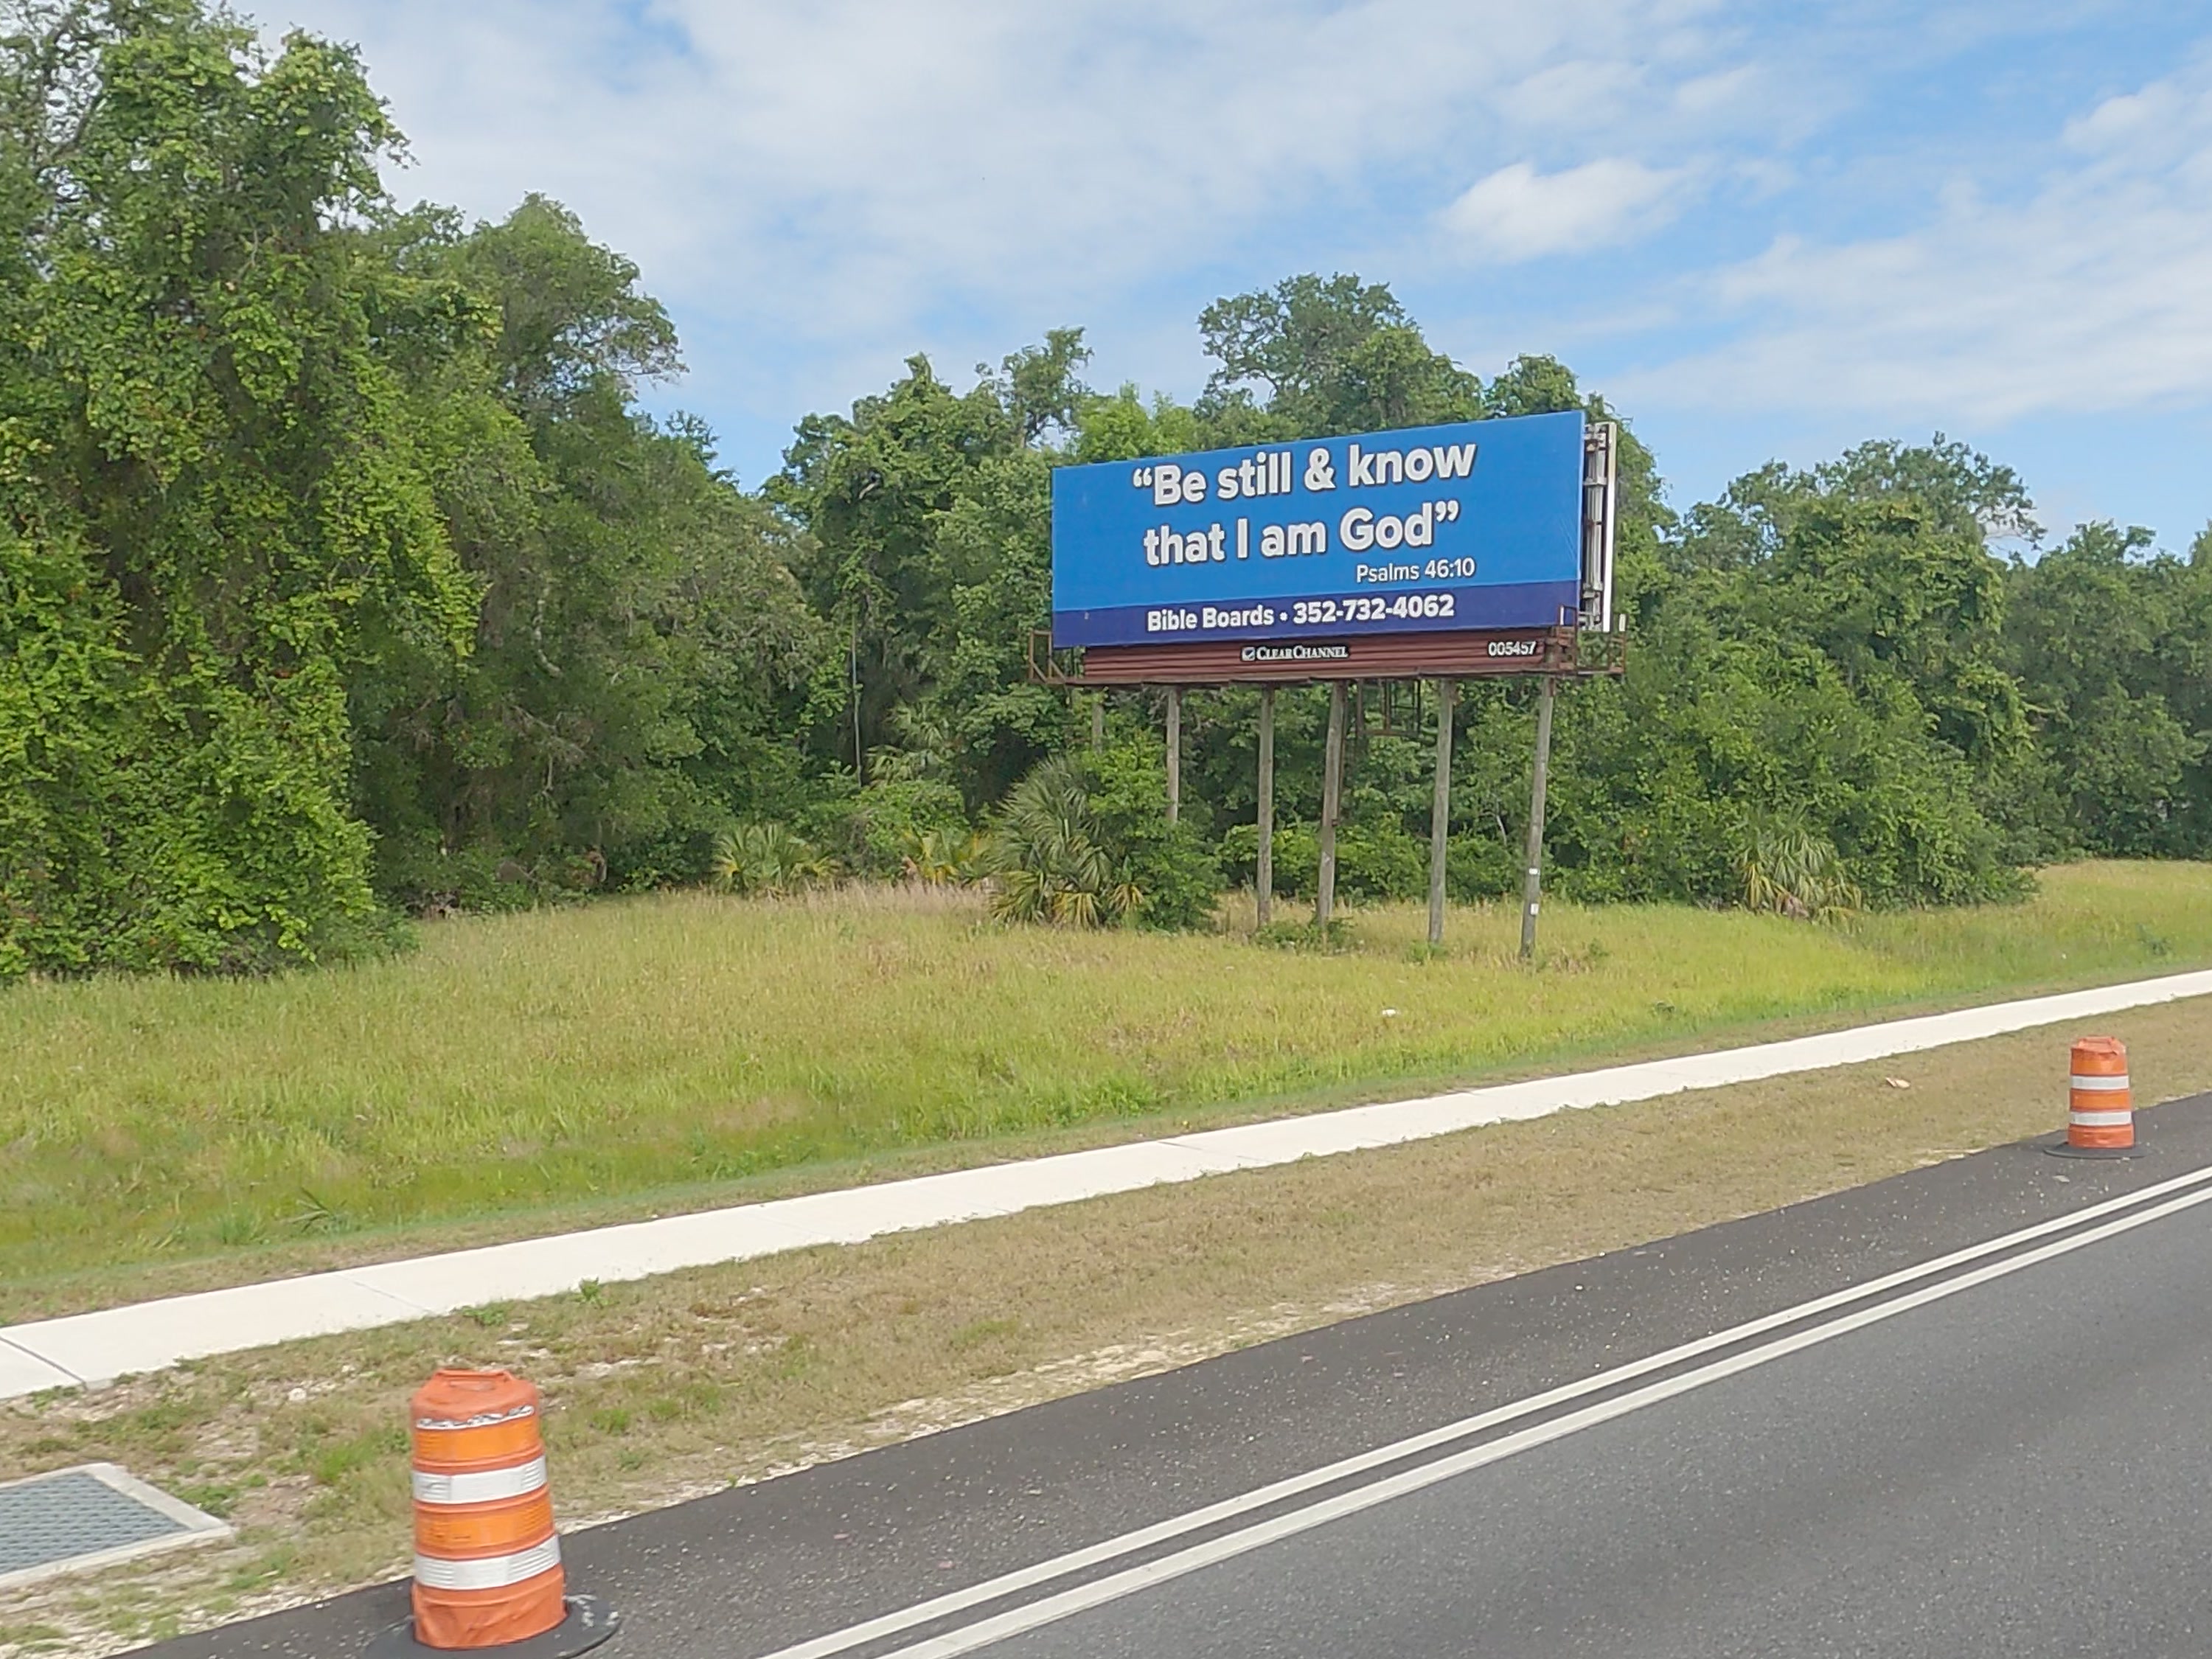 “Be still & know
that I am God”
Psalms 46:10
Bible Boards • 352-732-4062
CLEAR CHANNEL
005457